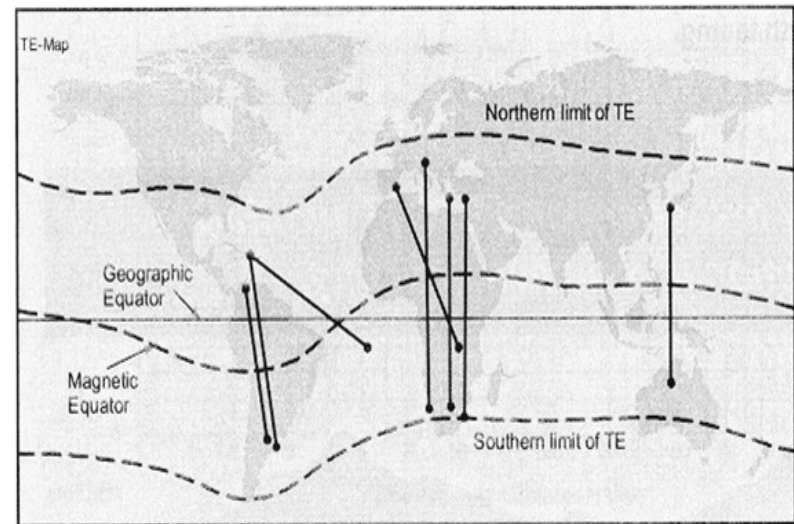 TE-Map
Northern limit of TE
Geographic
Equator
Magnetic
Equator
Southern limit of TE